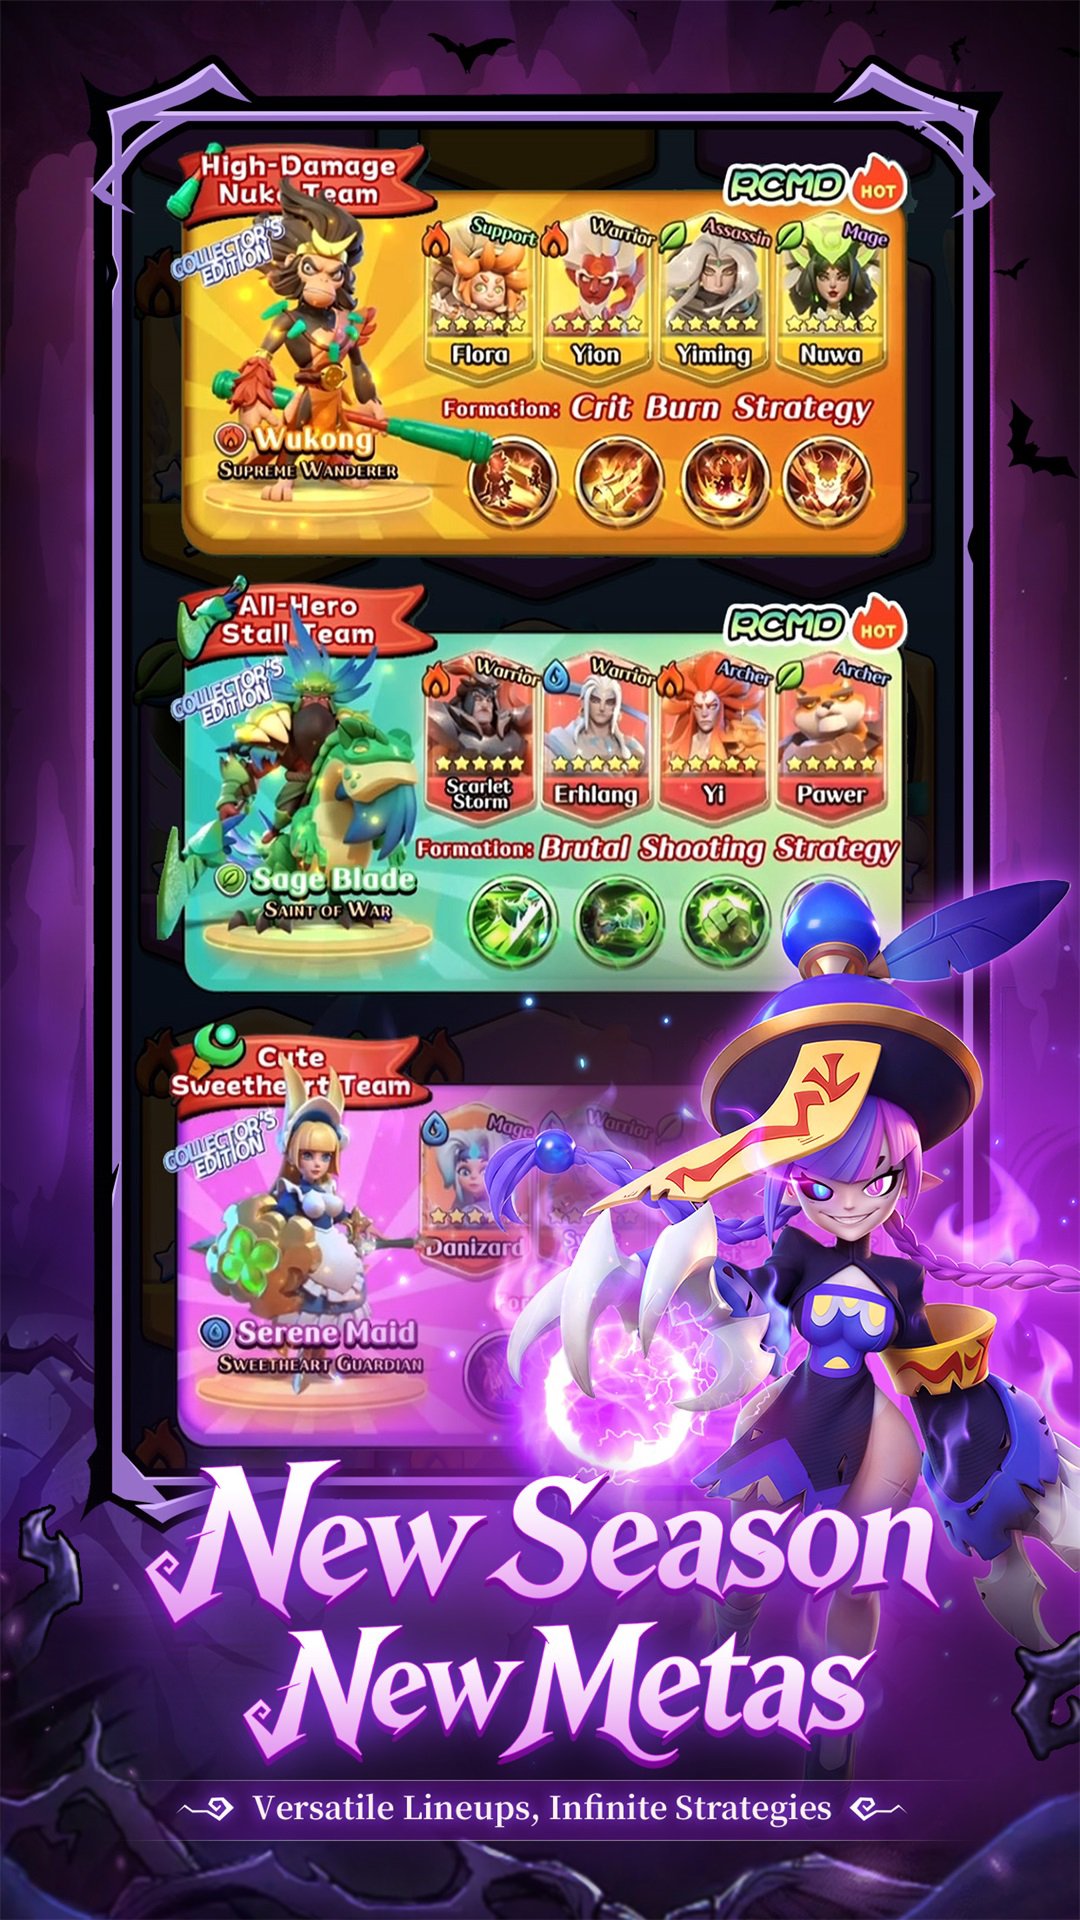 High-Damage
Nuke Team
RCMD HOT
COLLECTOR'S
EDITION
Support
Warrior
Assassin
Mage
Flora
Yion
Yiming
Nuwa
Formation: Crit Burn Strategy
Wukong
SUPREME WANDERER
All-Hero
Stall Team
RCMD HOT
COLLECTOR'S
EDITION
Warrior
Warrior
Archer
Archer
Scarlet
Storm
Erhlang
Yi
Pawer
Formation: Brutal Shooting Strategy
Sage Blade
SAINT OF WAR
Cute
Sweetheart Team
COLLECTOR'S
EDITION
Mage
Warrior
Danizard
Serene Maid
SWEETHEART GUARDIAN
New Season
New Metas
Versatile Lineups, Infinite Strategies